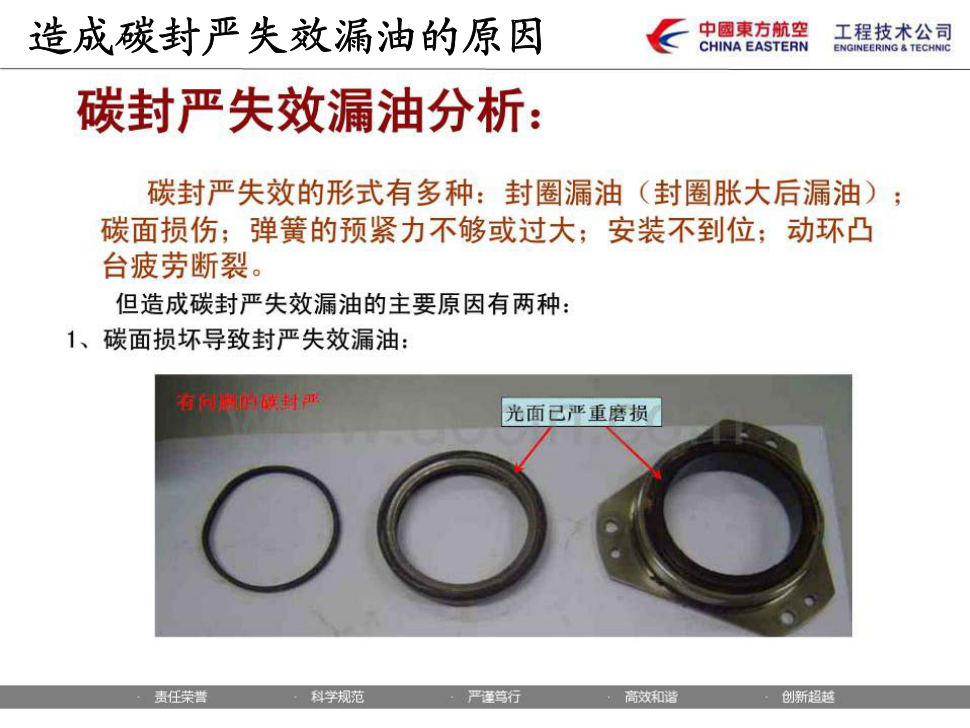 造成碳封严失效漏油的原因
中國東方航空
CHINA EASTERN
工程技术公司
ENGINEERING & TECHNIC
碳封严失效漏油分析：
碳封严失效的形式有多种：封圈漏油（封圈胀大后漏油）；
碳面损伤；弹簧的预紧力不够或过大；安装不到位；动环凸
台疲劳断裂。
但造成碳封严失效漏油的主要原因有两种：
1、碳面损坏导致封严失效漏油：
有问题的碳封严
光面已严重磨损
· 责任荣誉 · 科学规范 · 严谨笃行 · 高效和谐 · 创新超越